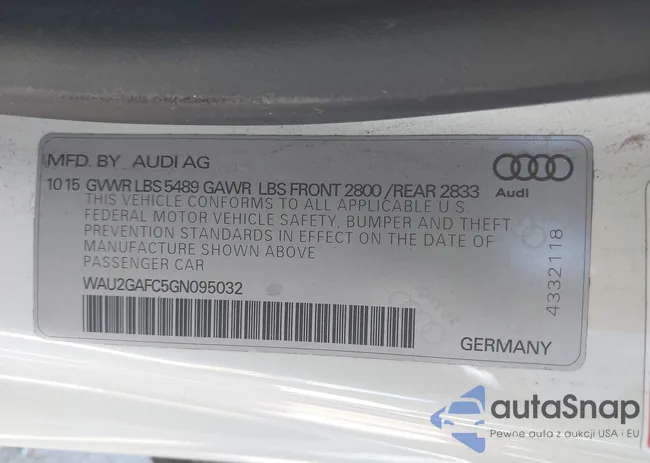 MFD. BY AUDI AG
10 15 GVWR LBS 5489 GAWR LBS FRONT 2800 /REAR 2833
THIS VEHICLE CONFORMS TO ALL APPLICABLE U.S.
FEDERAL MOTOR VEHICLE SAFETY, BUMPER AND THEFT
PREVENTION STANDARDS IN EFFECT ON THE DATE OF
MANUFACTURE SHOWN ABOVE
PASSENGER CAR
WAU2GAFC5GN095032
Audi
4332118
GERMANY
autaSnap
Pewne auta z aukcji USA i EU